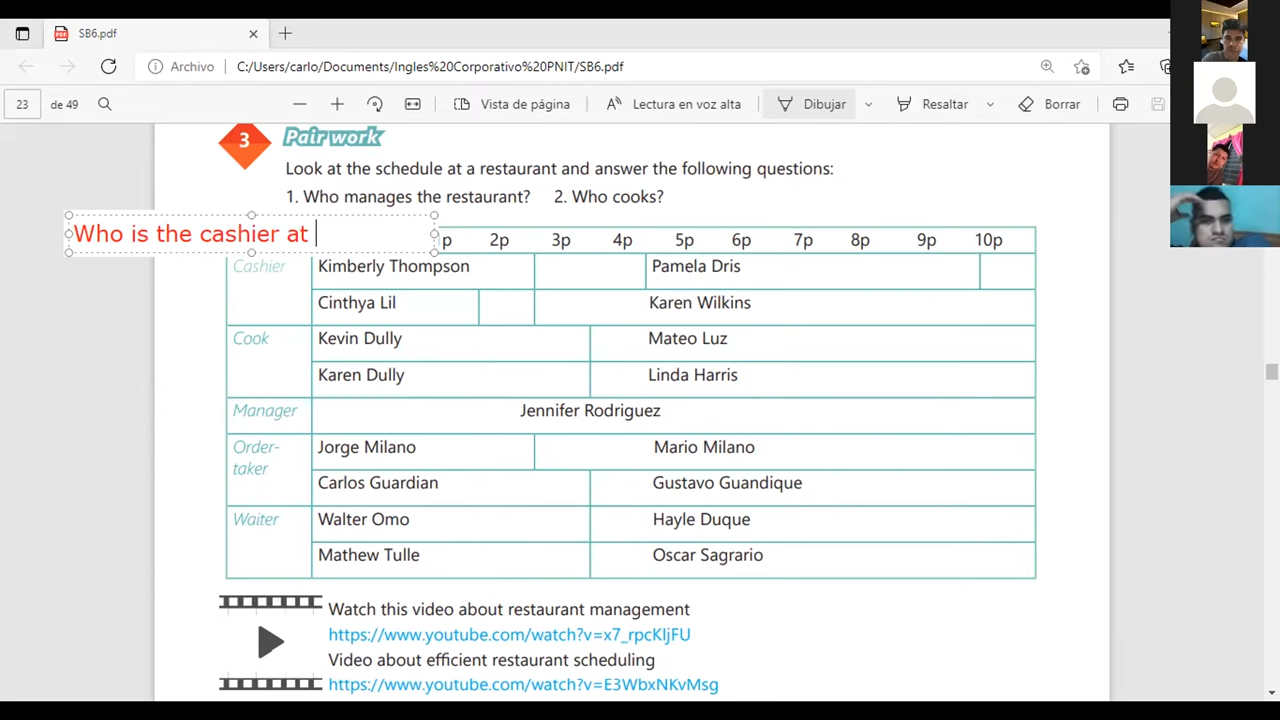 SB6.pdf
Archivo C:/Users/carlo/Documents/Ingles%20Corporativo%20PNIT/SB6.pdf
23 de 49 Vista de página Lectura en voz alta Dibujar Resaltar Borrar
3 Pair work
Look at the schedule at a restaurant and answer the following questions:
1. Who manages the restaurant? 2. Who cooks?
Who is the cashier at
p 2p 3p 4p 5p 6p 7p 8p 9p 10p
Cashier Kimberly Thompson Pamela Dris
Cinthya Lil Karen Wilkins
Cook Kevin Dully Mateo Luz
Karen Dully Linda Harris
Manager Jennifer Rodriguez
Order- Jorge Milano Mario Milano
taker
Carlos Guardian Gustavo Guandique
Waiter Walter Omo Hayle Duque
Mathew Tulle Oscar Sagrario
Watch this video about restaurant management
https://www.youtube.com/watch?v=x7_rpcKljFU
Video about efficient restaurant scheduling
https://www.youtube.com/watch?v=E3WbxNKvMsg